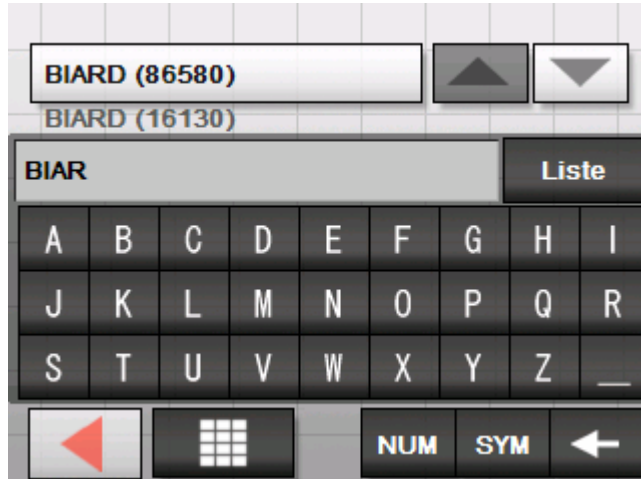 BIARD (86580)
BIARD (16130)
BIAR Liste
A B C D E F G H I
J K L M N O P Q R
S T U V W X Y Z _
NUM SYM